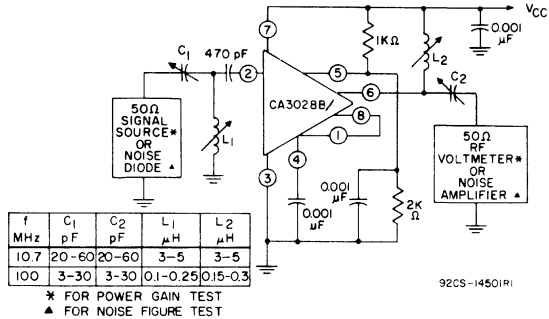 VCC
7
1KΩ
0.001
µF
L2
C1
470 pF
2
5
C2
6
CA3028B/
8
1
50Ω
SIGNAL
SOURCE*
OR
NOISE
DIODE ▲
L1
4
3
50Ω
RF
VOLTMETER*
OR
NOISE
AMPLIFIER ▲
0.001
µF
0.001
µF
2K
Ω
f MHz C1 pF C2 pF L1 µH L2 µH
10.7 20-60 20-60 3-5 3-5
100 3-30 3-30 0.1-0.25 0.15-0.3
92CS-14501R1
* FOR POWER GAIN TEST
▲ FOR NOISE FIGURE TEST